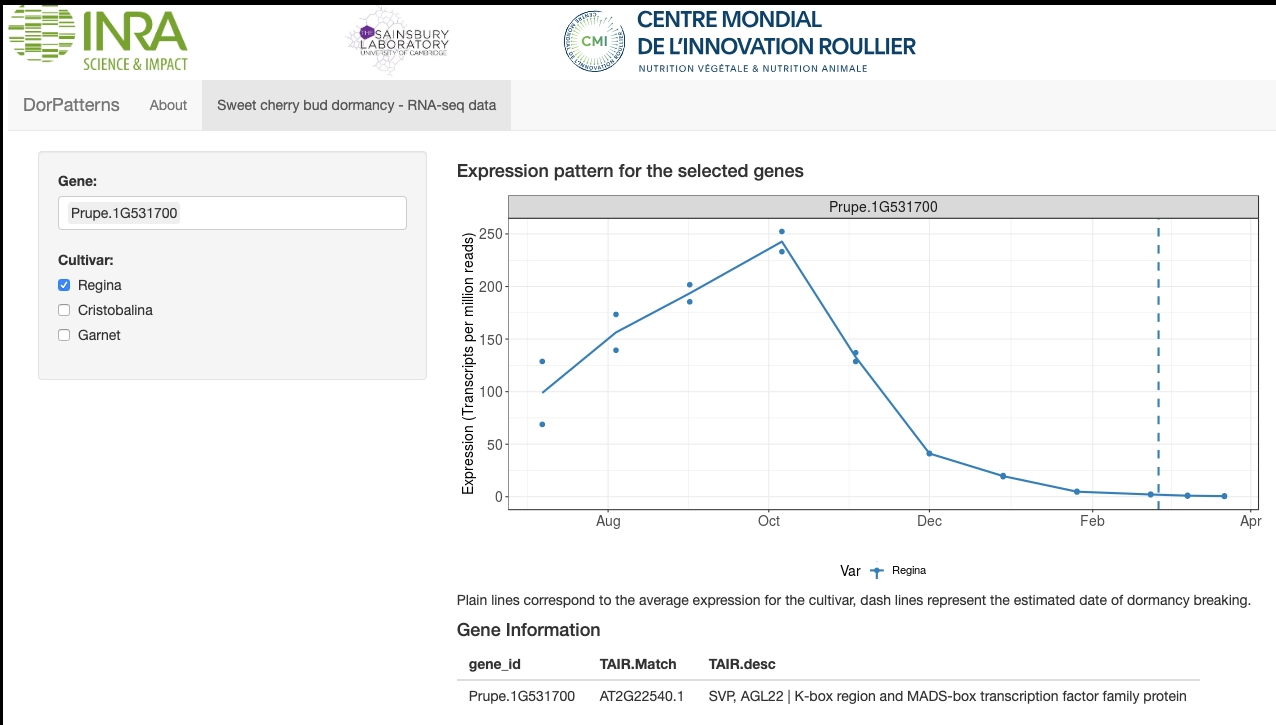 INRA
SCIENCE & IMPACT
THE SAINSBURY
LABORATORY
UNIVERSITY OF CAMBRIDGE
CMI
CENTRE MONDIAL
DE L'INNOVATION ROULLIER
NUTRITION VÉGÉTALE & NUTRITION ANIMALE
DorPatterns About Sweet cherry bud dormancy - RNA-seq data
Gene:
Prupe.1G531700
Cultivar:
Regina
Cristobalina
Garnet
Expression pattern for the selected genes
Prupe.1G531700
Expression (Transcripts per million reads)
250
200
150
100
50
0
Aug Oct Dec Feb Apr
Var Regina
Plain lines correspond to the average expression for the cultivar, dash lines represent the estimated date of dormancy breaking.
Gene Information
gene_id TAIR.Match TAIR.desc
Prupe.1G531700 AT2G22540.1 SVP, AGL22 | K-box region and MADS-box transcription factor family protein